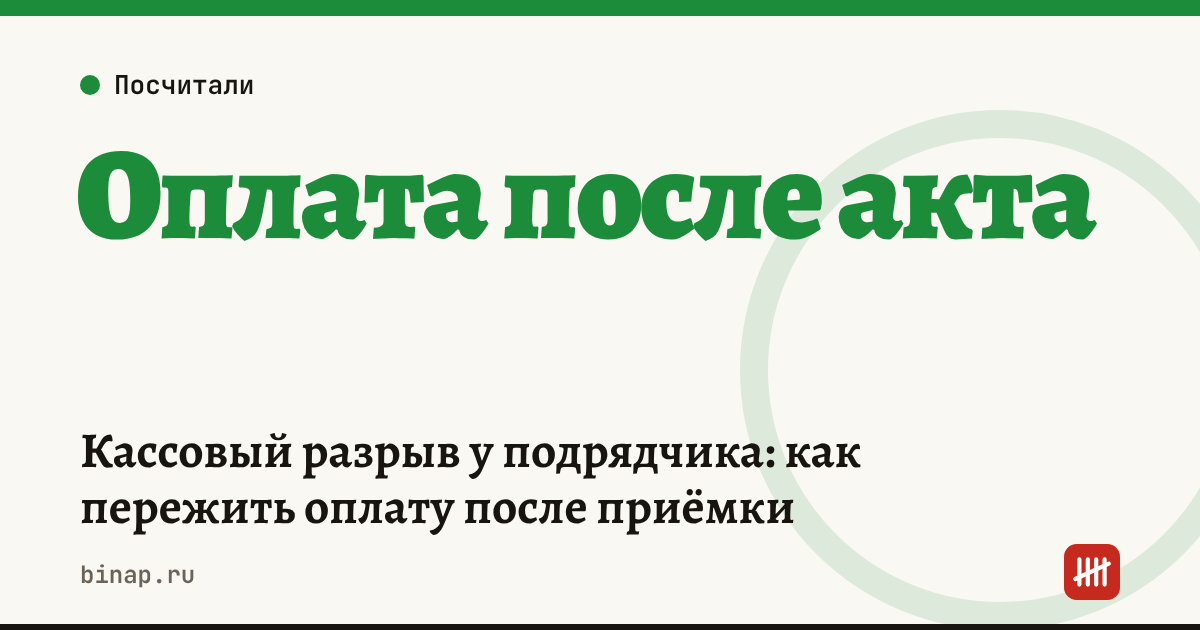 Посчитали
Оплата после акта
Кассовый разрыв у подрядчика: как
пережить оплату после приёмки
binap.ru